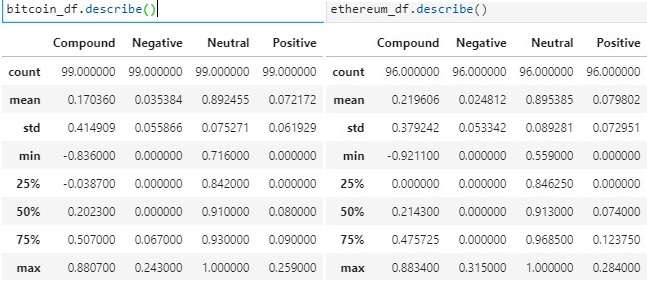 bitcoin_df.describe() ethereum_df.describe()
Compound Negative Neutral Positive Compound Negative Neutral Positive
count 99.000000 99.000000 99.000000 99.000000 count 96.000000 96.000000 96.000000 96.000000
mean 0.170360 0.035384 0.892455 0.072172 mean 0.219606 0.024812 0.895385 0.079802
std 0.414909 0.055866 0.075271 0.061929 std 0.379242 0.053342 0.089281 0.072951
min -0.836000 0.000000 0.716000 0.000000 min -0.921100 0.000000 0.559000 0.000000
25% -0.038700 0.000000 0.842000 0.000000 25% 0.000000 0.000000 0.846250 0.000000
50% 0.202300 0.000000 0.910000 0.080000 50% 0.214300 0.000000 0.913000 0.074000
75% 0.507000 0.067000 0.930000 0.090000 75% 0.475725 0.000000 0.968500 0.123750
max 0.880700 0.243000 1.000000 0.259000 max 0.883400 0.315000 1.000000 0.284000